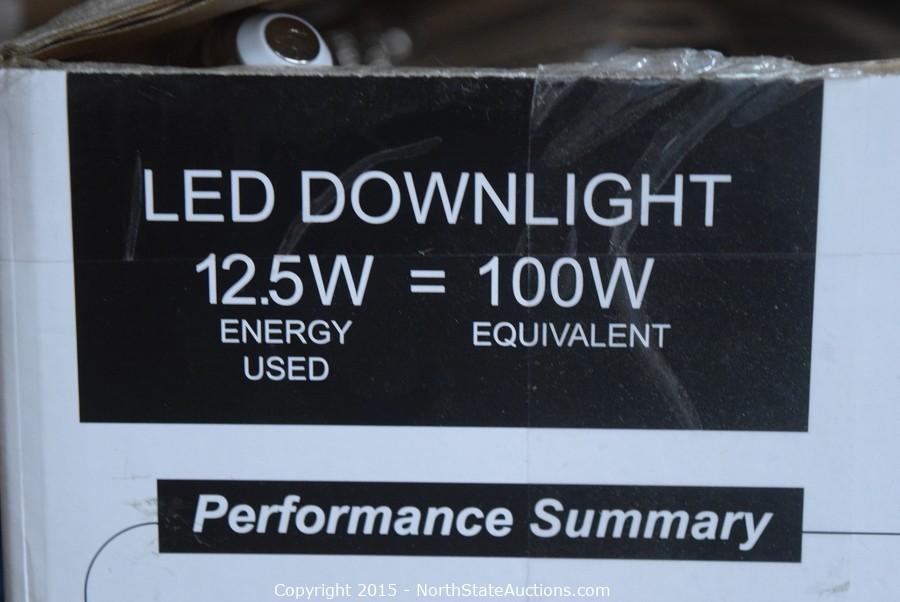 LED DOWNLIGHT
12.5W = 100W
ENERGY USED
EQUIVALENT
Performance Summary
Copyright 2015 - NorthStateAuctions.com